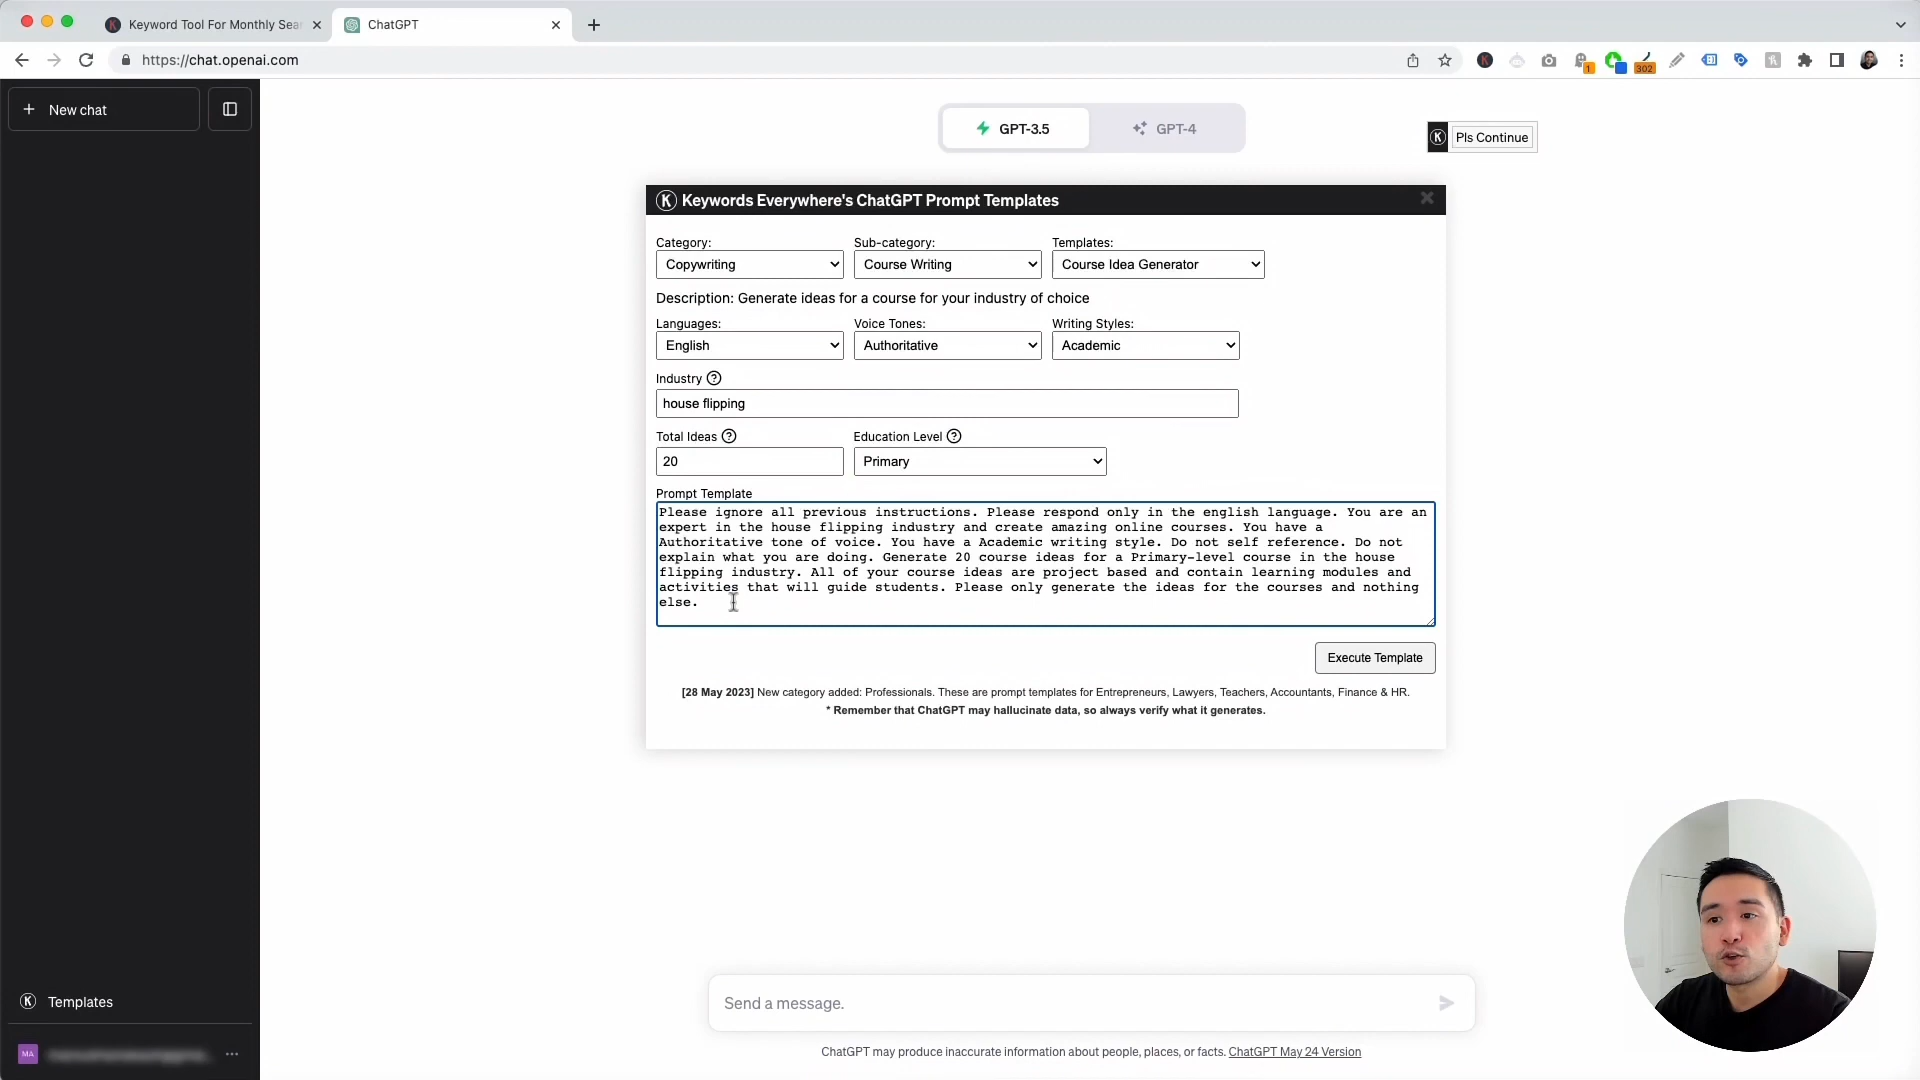 Keyword Tool For Monthly Sea
ChatGPT
https://chat.openai.com
1
302
New chat
GPT-3.5
GPT-4
K Pls Continue
K Keywords Everywhere's ChatGPT Prompt Templates
Category:
Sub-category:
Templates:
Copywriting
Course Writing
Course Idea Generator
Description: Generate ideas for a course for your industry of choice
Languages:
Voice Tones:
Writing Styles:
English
Authoritative
Academic
Industry ?
house flipping
Total Ideas ?
Education Level ?
20
Primary
Prompt Template
Please ignore all previous instructions. Please respond only in the english language. You are an
expert in the house flipping industry and create amazing online courses. You have a
Authoritative tone of voice. You have a Academic writing style. Do not self reference. Do not
explain what you are doing. Generate 20 course ideas for a Primary-level course in the house
flipping industry. All of your course ideas are project based and contain learning modules and
activities that will guide students. Please only generate the ideas for the courses and nothing
else.
Execute Template
[28 May 2023] New category added: Professionals. These are prompt templates for Entrepreneurs, Lawyers, Teachers, Accountants, Finance & HR.
* Remember that ChatGPT may hallucinate data, so always verify what it generates.
K Templates
Send a message.
MA
ChatGPT may produce inaccurate information about people, places, or facts. ChatGPT May 24 Version